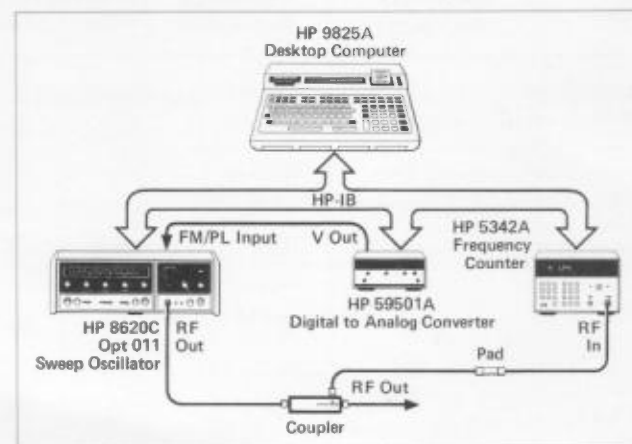 HP 9825A
Desktop Computer
HP-IB
FM/PL Input
V Out
HP 5342A
Frequency
Counter
HP 59501A
Digital to Analog Converter
HP 8620C
Opt 011
Sweep Oscillator
RF
Out
RF
In
Pad
RF Out
Coupler